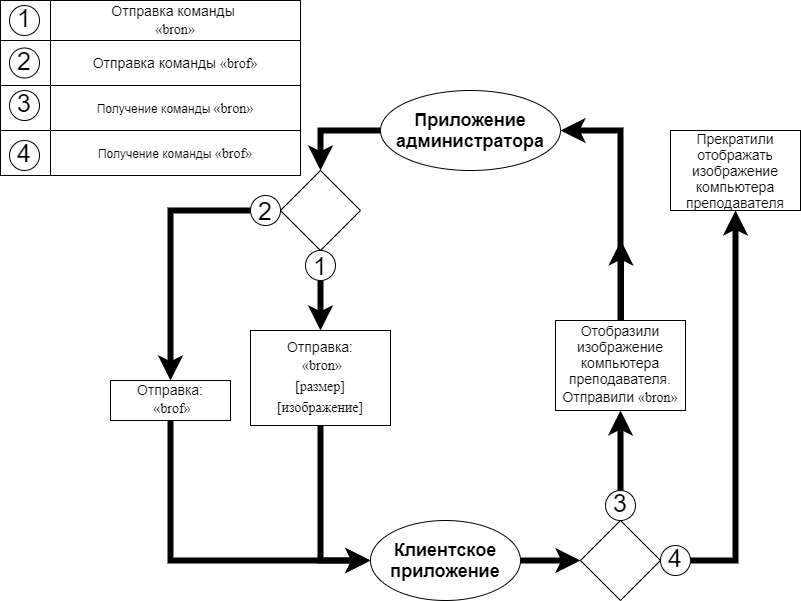 1
Отправка команды
«bron»
2
Отправка команды «brof»
3
Получение команды «bron»
4
Получение команды «brof»
Приложение
администратора
Прекратили
отображать
изображение
компьютера
преподавателя
2
1
Отправка:
«bron»
[размер]
[изображение]
Отправка:
«brof»
Отобразили
изображение
компьютера
преподавателя.
Отправили «bron»
3
Клиентское
приложение
4